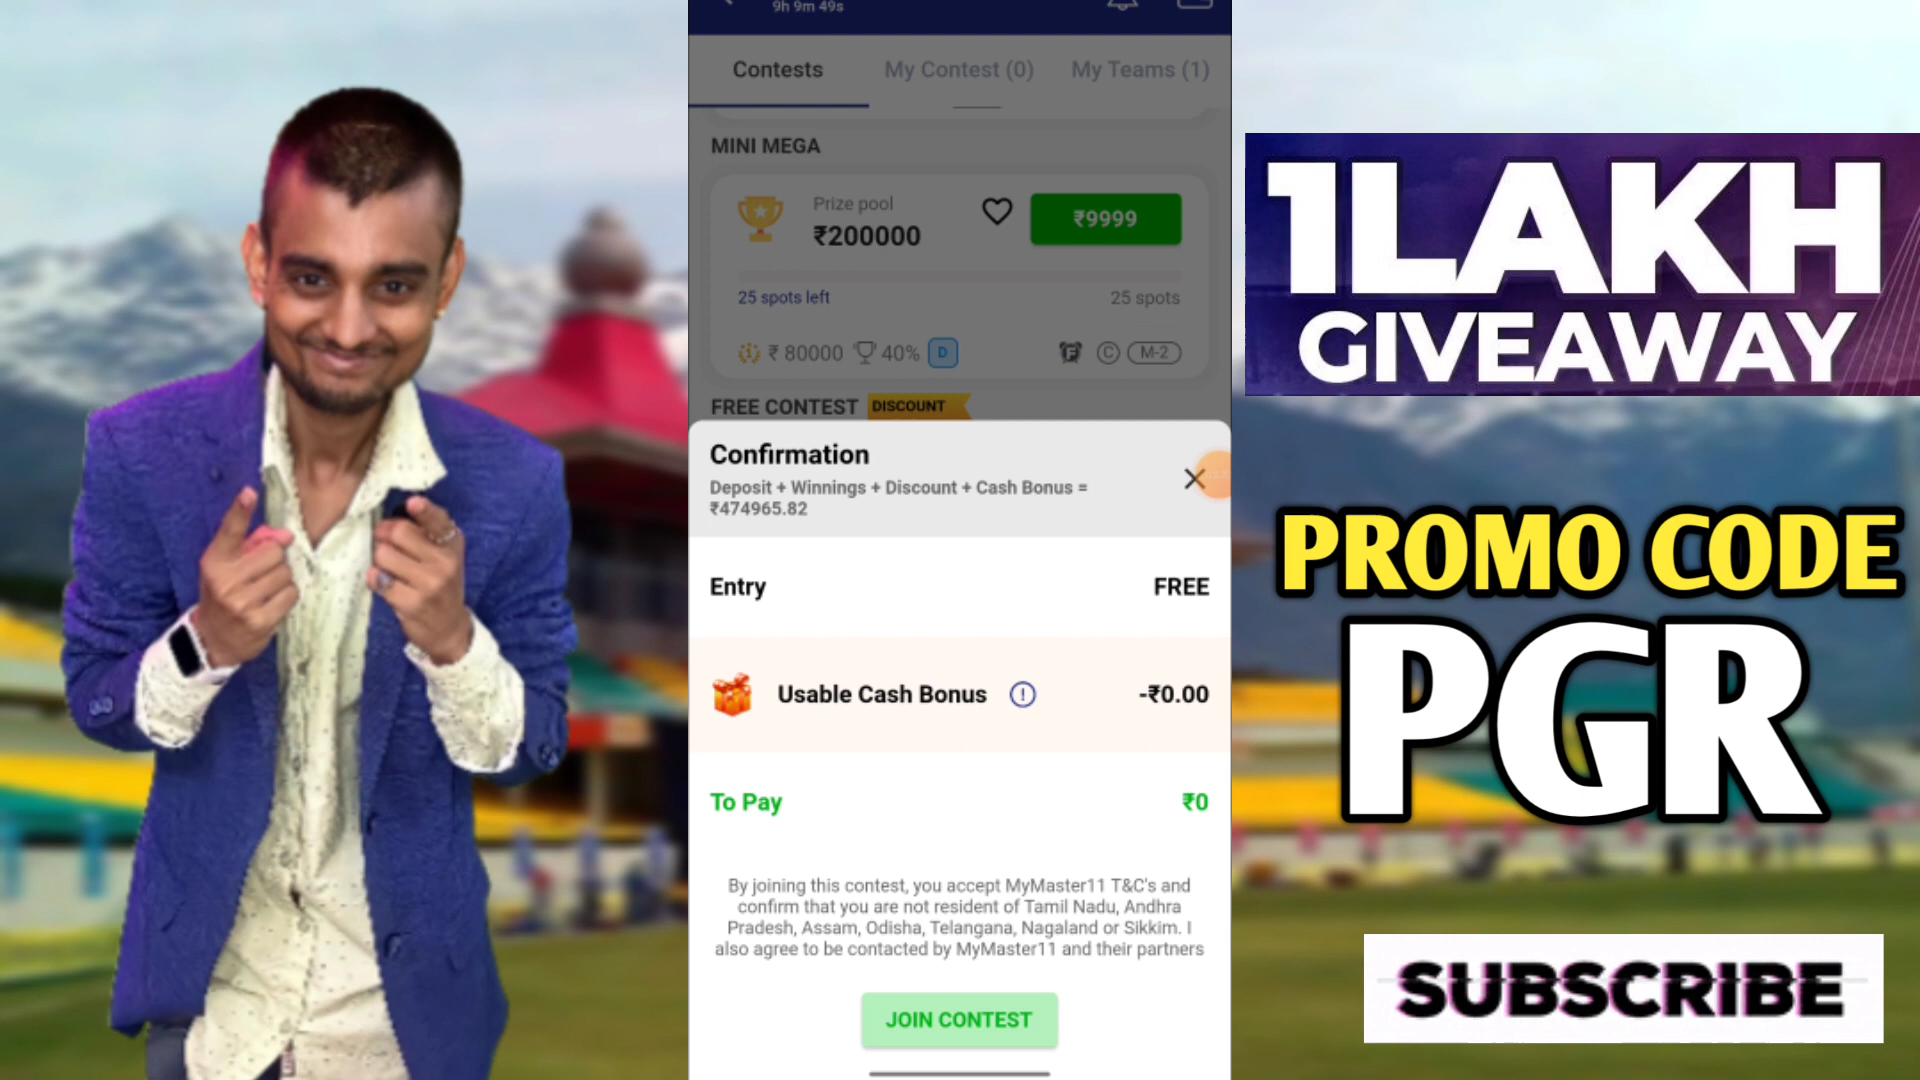 9h 9m 49s
Contests
My Contest (0)
My Teams (1)
MINI MEGA
Prize pool
₹200000
₹9999
25 spots left
25 spots
₹ 80000
40%
D
F
C
M-2
FREE CONTEST
DISCOUNT
Confirmation
Deposit + Winnings + Discount + Cash Bonus =
₹474965.82
Entry
FREE
Usable Cash Bonus
-₹0.00
To Pay
₹0
By joining this contest, you accept MyMaster11 T&C's and
confirm that you are not resident of Tamil Nadu, Andhra
Pradesh, Assam, Odisha, Telangana, Nagaland or Sikkim. I
also agree to be contacted by MyMaster11 and their partners
JOIN CONTEST
1LAKH
GIVEAWAY
PROMO CODE
PGR
SUBSCRIBE